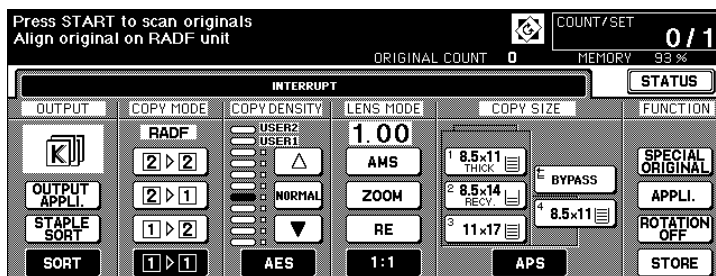 Press START to scan originals
Align original on RADF unit
COUNT/SET
0/1
ORIGINAL COUNT 0 MEMORY 93 %
INTERRUPT
STATUS
OUTPUT COPY MODE COPY DENSITY LENS MODE COPY SIZE FUNCTION
K
OUTPUT APPLI.
STAPLE SORT
SORT
RADF
2 ▷ 2
2 ▷ 1
1 ▷ 2
1 ▷ 1
USER2
USER1
NORMAL
AES
1.00
AMS
ZOOM
RE
1:1
1 8.5x11 THICK
2 8.5x14 RECY.
3 11x17
BYPASS
4 8.5x11
APS
SPECIAL ORIGINAL
APPLI.
ROTATION OFF
STORE